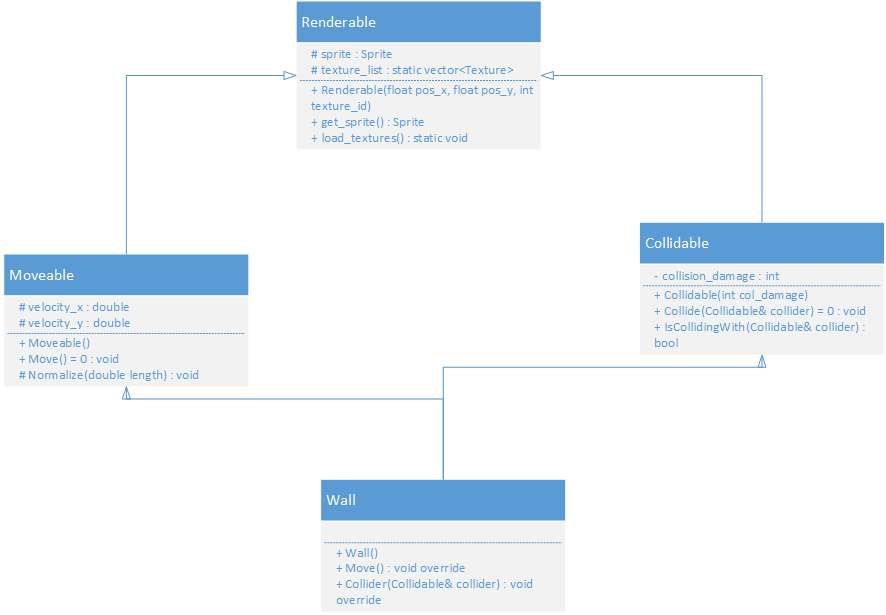 Renderable
# sprite : Sprite
# texture_list : static vector<Texture>
+ Renderable(float pos_x, float pos_y, int
texture_id)
+ get_sprite() : Sprite
+ load_textures() : static void
Moveable
# velocity_x : double
# velocity_y : double
+ Moveable()
+ Move() = 0 : void
# Normalize(double length) : void
Collidable
- collision_damage : int
+ Collidable(int col_damage)
+ Collide(Collidable& collider) = 0 : void
+ IsCollidingWith(Collidable& collider) :
bool
Wall
+ Wall()
+ Move() : void override
+ Collider(Collidable& collider) : void
override